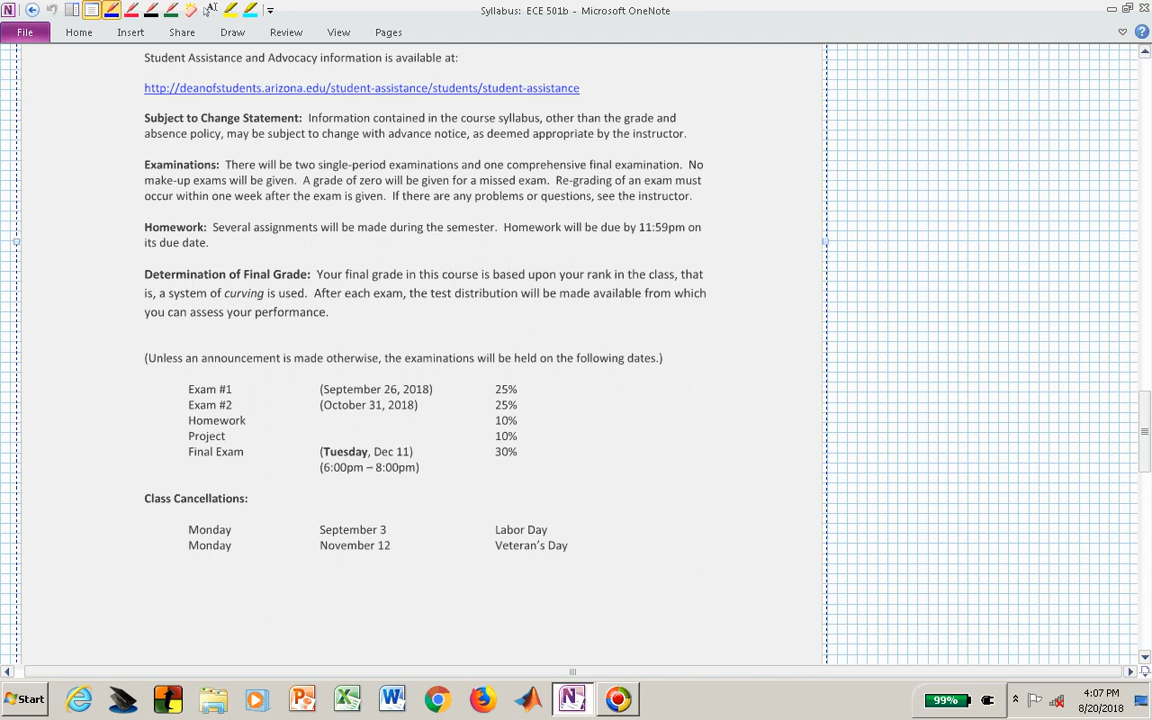 Syllabus: ECE 501b - Microsoft OneNote
File Home Insert Share Draw Review View Pages
Student Assistance and Advocacy information is available at:
http://deanofstudents.arizona.edu/student-assistance/students/student-assistance
Subject to Change Statement: Information contained in the course syllabus, other than the grade and
absence policy, may be subject to change with advance notice, as deemed appropriate by the instructor.
Examinations: There will be two single-period examinations and one comprehensive final examination. No
make-up exams will be given. A grade of zero will be given for a missed exam. Re-grading of an exam must
occur within one week after the exam is given. If there are any problems or questions, see the instructor.
Homework: Several assignments will be made during the semester. Homework will be due by 11:59pm on
its due date.
Determination of Final Grade: Your final grade in this course is based upon your rank in the class, that
is, a system of curving is used. After each exam, the test distribution will be made available from which
you can assess your performance.
(Unless an announcement is made otherwise, the examinations will be held on the following dates.)
Exam #1 (September 26, 2018) 25%
Exam #2 (October 31, 2018) 25%
Homework 10%
Project 10%
Final Exam (Tuesday, Dec 11) 30%
(6:00pm – 8:00pm)
Class Cancellations:
Monday September 3 Labor Day
Monday November 12 Veteran's Day
Start 99% 4:07 PM
8/20/2018